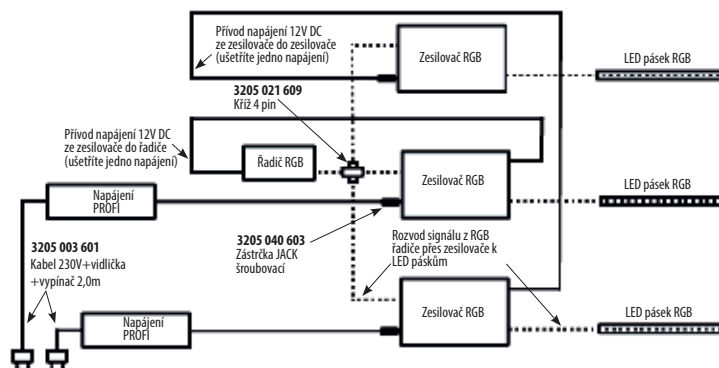 Přívod napájení 12V DC
ze zesilovače do zesilovače
(ušetříte jedno napájení)
Zesilovač RGB
LED pásek RGB
3205 021 609
Kříž 4 pin
Přívod napájení 12V DC
ze zesilovače do řadiče
(ušetříte jedno napájení)
Řadič RGB
Zesilovač RGB
LED pásek RGB
Napájení
PROFI
3205 003 601
Kabel 230V+vidlička
+vypínač 2,0m
3205 040 603
Zástrčka JACK
šroubovací
Rozvod signálu z RGB
řadiče přes zesilovače k
LED páskům
Zesilovač RGB
LED pásek RGB
Napájení
PROFI